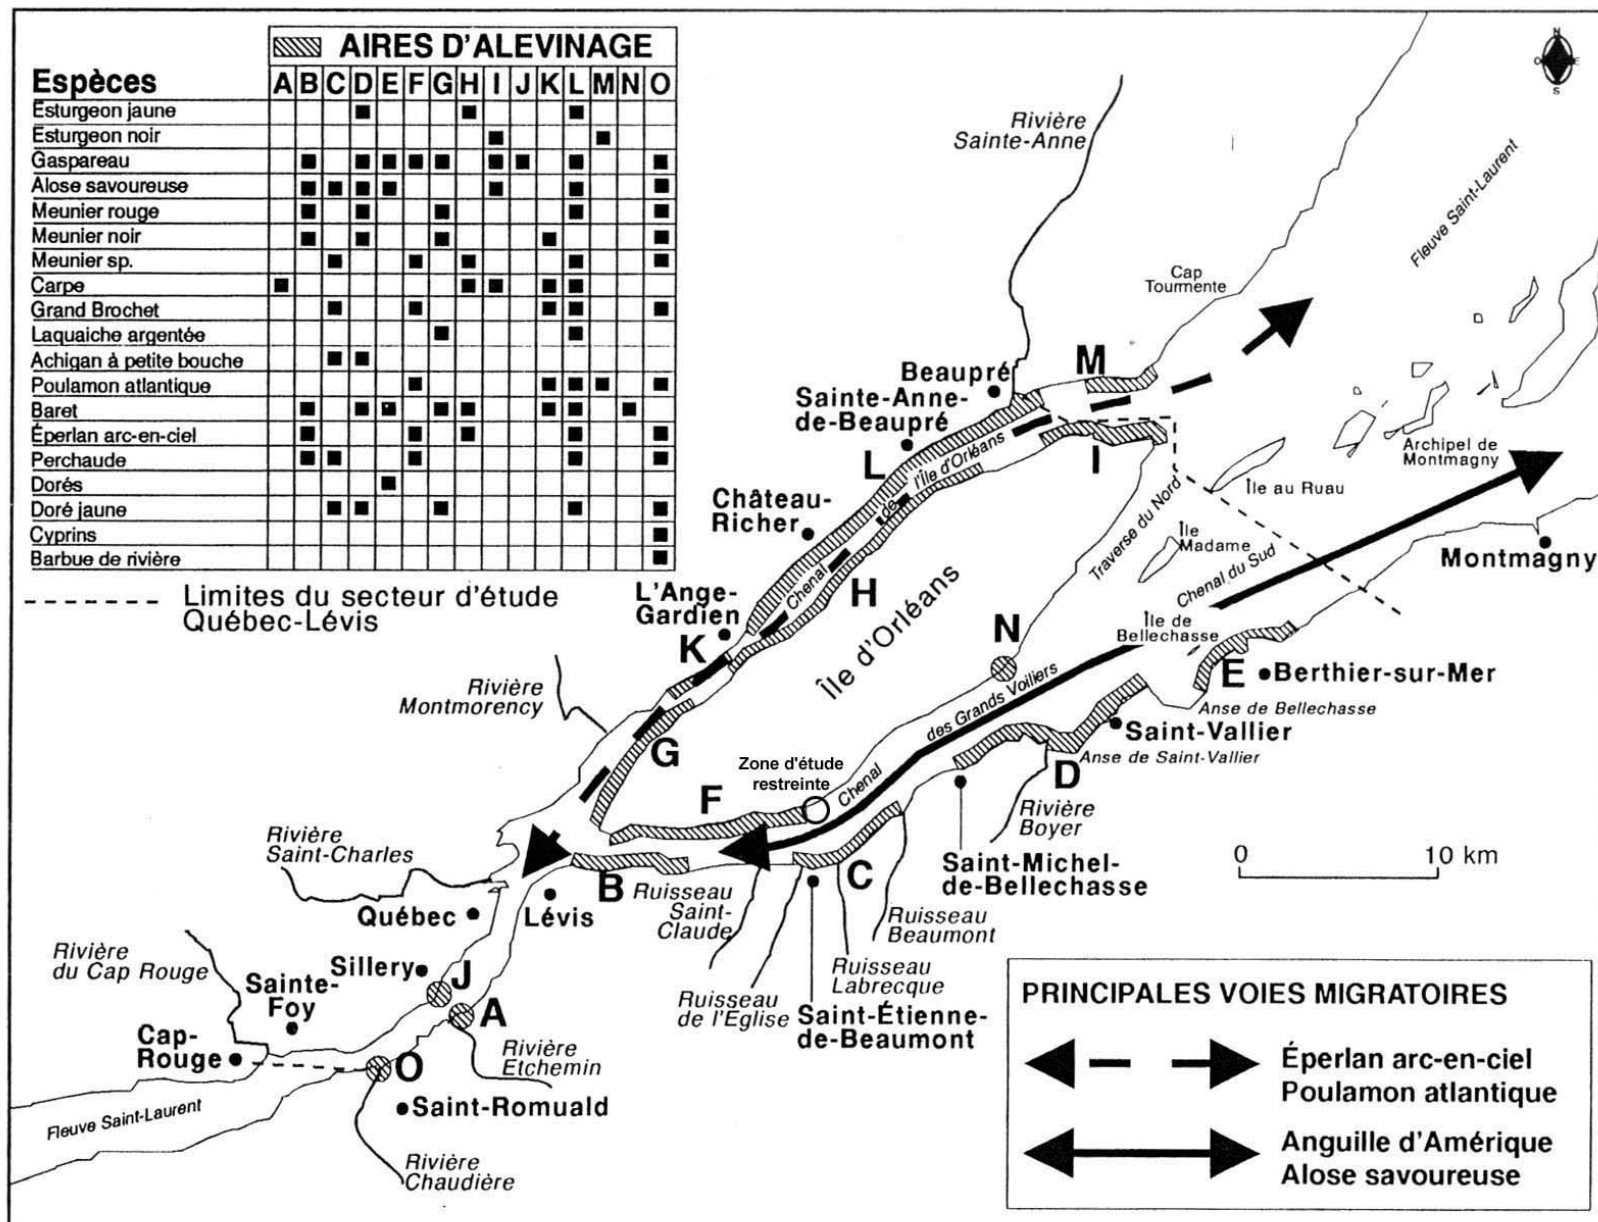 AIRES D'ALEVINAGE
Espèces A B C D E F G H I J K L M N O
Esturgeon jaune
Esturgeon noir
Gaspareau
Alose savoureuse
Meunier rouge
Meunier noir
Meunier sp.
Carpe
Grand Brochet
Laquaiche argentée
Achigan à petite bouche
Poulamon atlantique
Baret
Éperlan arc-en-ciel
Perchaude
Dorés
Doré jaune
Cyprins
Barbue de rivière
Limites du secteur d'étude
Québec-Lévis
N
O E
S
Rivière
Sainte-Anne
Fleuve Saint-Laurent
Cap
Tourmente
M
Beaupré
Sainte-Anne-
de-Beaupré
L
Chenal de l'Île d'Orléans
I
Archipel de
Montmagny
Île au Ruau
Traverse du Nord
Île
Madame
Chenal du Sud
Montmagny
Château-
Richer
H
L'Ange-
Gardien
K
Île d'Orléans
N
Île de
Bellechasse
E
Berthier-sur-Mer
Anse de Bellechasse
Rivière
Montmorency
G
Chenal des Grands Voiliers
Saint-Vallier
Anse de Saint-Vallier
D
Zone d'étude
restreinte
F
Rivière
Boyer
Rivière
Saint-Charles
Saint-Michel-
de-Bellechasse
0 10 km
B
C
Québec
Lévis
Ruisseau
Saint-
Claude
Ruisseau
Beaumont
Rivière
du Cap Rouge
Sillery
Sainte-
Foy
J
A
Ruisseau
Labrecque
Ruisseau
de l'Eglise
Saint-Étienne-
de-Beaumont
Cap-
Rouge
O
Rivière
Etchemin
Saint-Romuald
Fleuve Saint-Laurent
Rivière
Chaudière
PRINCIPALES VOIES MIGRATOIRES
Éperlan arc-en-ciel
Poulamon atlantique
Anguille d'Amérique
Alose savoureuse